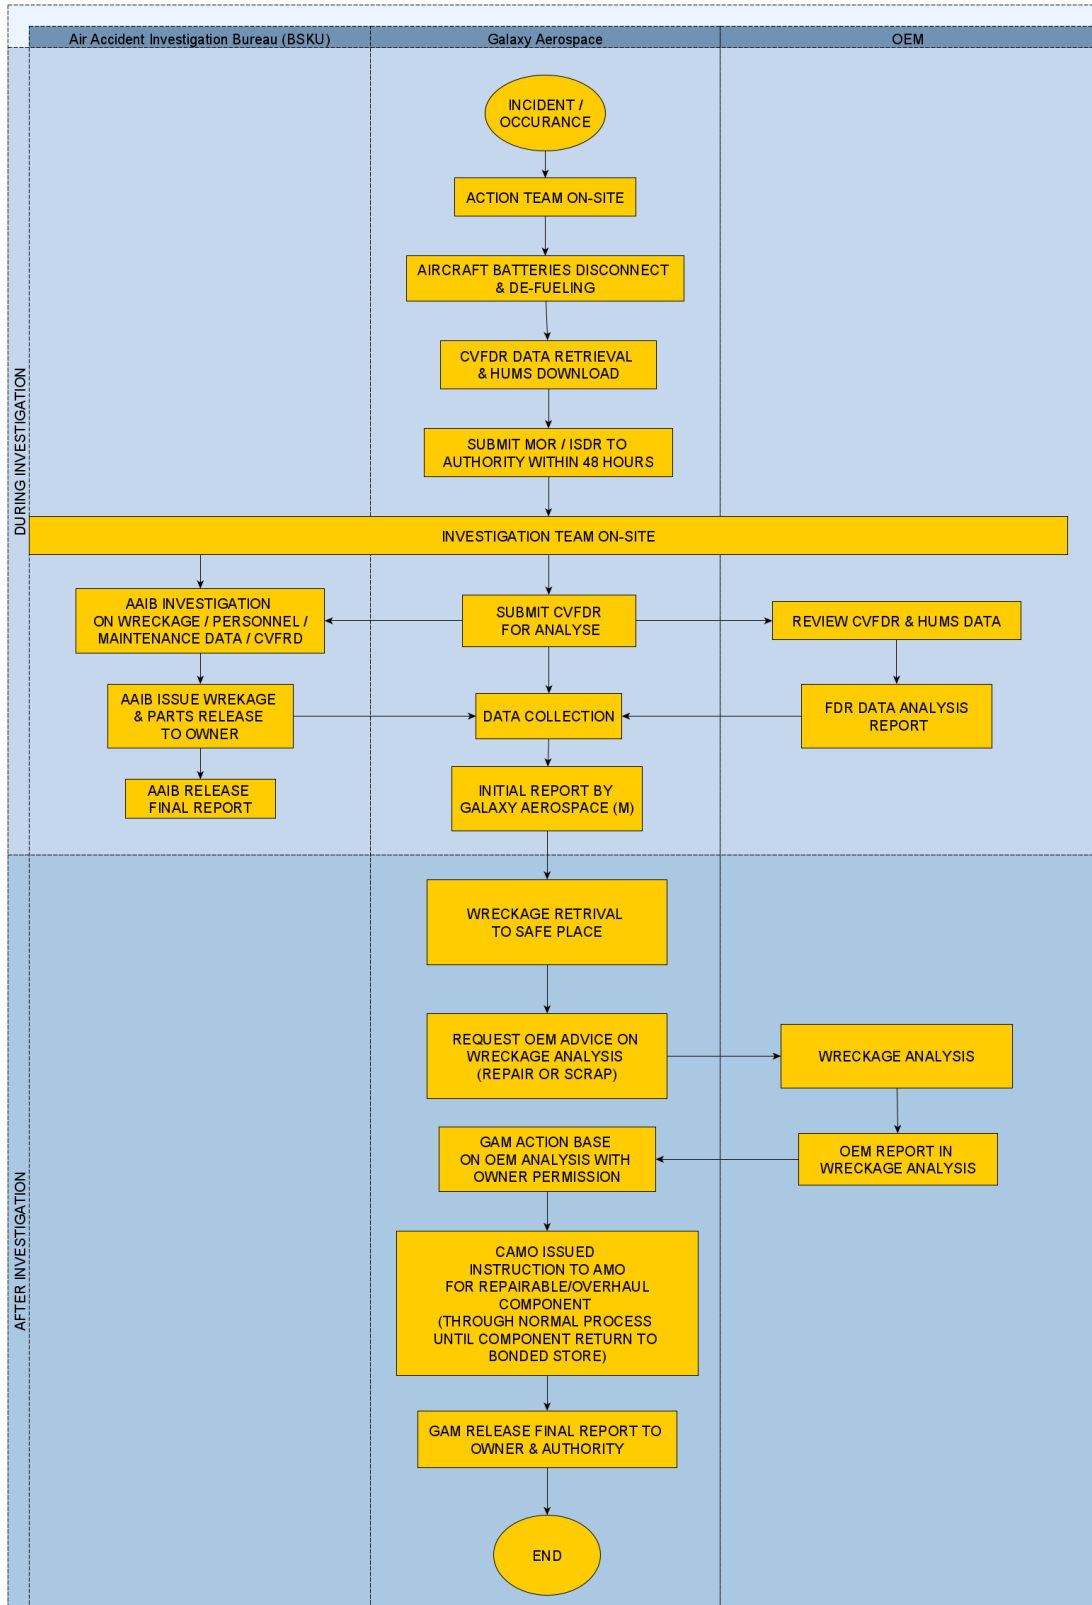 Air Accident Investigation Bureau (BSKU)
Galaxy Aerospace
OEM
DURING INVESTIGATION
INCIDENT /
OCCURANCE
ACTION TEAM ON-SITE
AIRCRAFT BATTERIES DISCONNECT
& DE-FUELING
CVFDR DATA RETRIEVAL
& HUMS DOWNLOAD
SUBMIT MOR / ISDR TO
AUTHORITY WITHIN 48 HOURS
INVESTIGATION TEAM ON-SITE
AAIB INVESTIGATION
ON WRECKAGE / PERSONNEL /
MAINTENANCE DATA / CVFRD
SUBMIT CVFDR
FOR ANALYSE
REVIEW CVFDR & HUMS DATA
AAIB ISSUE WREKAGE
& PARTS RELEASE
TO OWNER
DATA COLLECTION
FDR DATA ANALYSIS
REPORT
AAIB RELEASE
FINAL REPORT
INITIAL REPORT BY
GALAXY AEROSPACE (M)
AFTER INVESTIGATION
WRECKAGE RETRIVAL
TO SAFE PLACE
REQUEST OEM ADVICE ON
WRECKAGE ANALYSIS
(REPAIR OR SCRAP)
WRECKAGE ANALYSIS
GAM ACTION BASE
ON OEM ANALYSIS WITH
OWNER PERMISSION
OEM REPORT IN
WRECKAGE ANALYSIS
CAMO ISSUED
INSTRUCTION TO AMO
FOR REPAIRABLE/OVERHAUL
COMPONENT
(THROUGH NORMAL PROCESS
UNTIL COMPONENT RETURN TO
BONDED STORE)
GAM RELEASE FINAL REPORT TO
OWNER & AUTHORITY
END